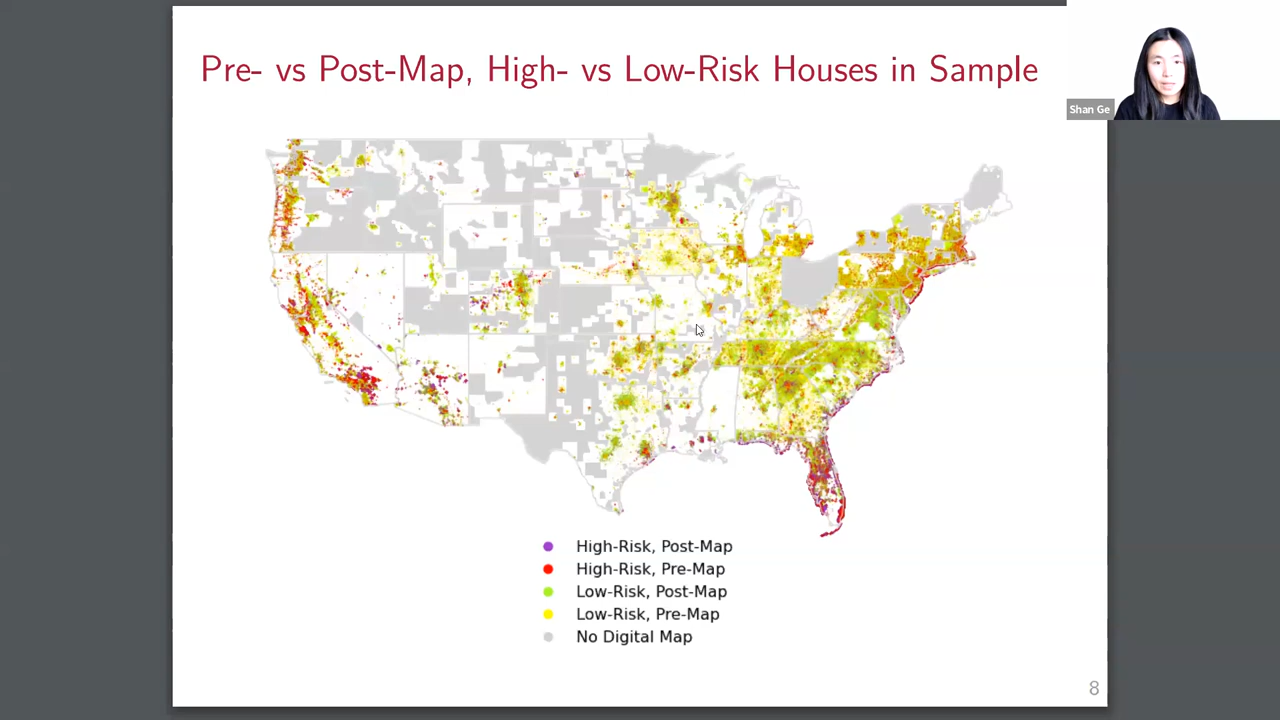 Pre- vs Post-Map, High- vs Low-Risk Houses in Sample
Shan Ge
High-Risk, Post-Map
High-Risk, Pre-Map
Low-Risk, Post-Map
Low-Risk, Pre-Map
No Digital Map
8